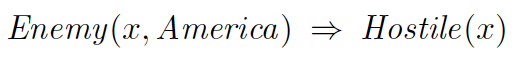 Enemy(x, America) ⇒ Hostile(x)